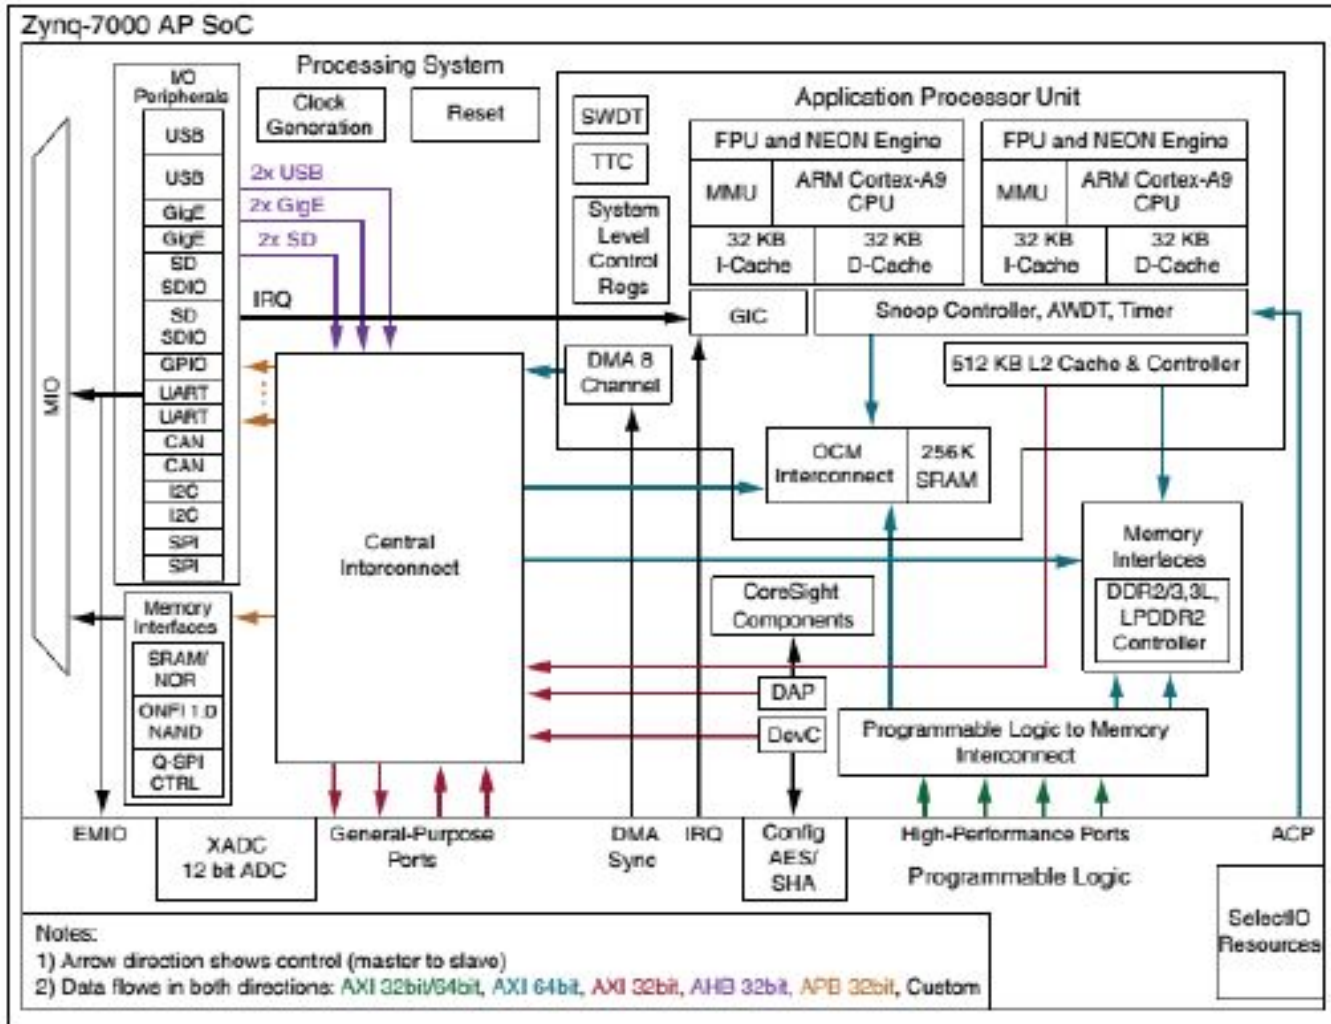 Zynq-7000 AP SoC
Processing System
I/O
Peripherals
USB
USB
GigE
GigE
SD
SDIO
SD
SDIO
GPIO
UART
UART
CAN
CAN
I2C
I2C
SPI
SPI
MIO
Clock
Generation
Reset
2x USB
2x GigE
2x SD
IRQ
SWDT
TTC
System
Level
Control
Regs
Application Processor Unit
FPU and NEON Engine
MMU
ARM Cortex-A9
CPU
32 KB
I-Cache
32 KB
D-Cache
FPU and NEON Engine
MMU
ARM Cortex-A9
CPU
32 KB
I-Cache
32 KB
D-Cache
GIC
Snoop Controller, AWDT, Timer
DMA 8
Channel
512 KB L2 Cache & Controller
OCM
Interconnect
256K
SRAM
Central
Interconnect
Memory
Interfaces
DDR2/3,3L,
LPDDR2
Controller
CoreSight
Components
DAP
DevC
Programmable Logic to Memory
Interconnect
Memory
Interfaces
SRAM/
NOR
ONFI 1.0
NAND
Q-SPI
CTRL
EMIO
XADC
12 bit ADC
General-Purpose
Ports
DMA
Sync
IRQ
Config
AES/
SHA
High-Performance Ports
ACP
Programmable Logic
SelectIO
Resources
Notes:
1) Arrow direction shows control (master to slave)
2) Data flows in both directions: AXI 32bit/64bit, AXI 64bit, AXI 32bit, AHB 32bit, APB 32bit, Custom